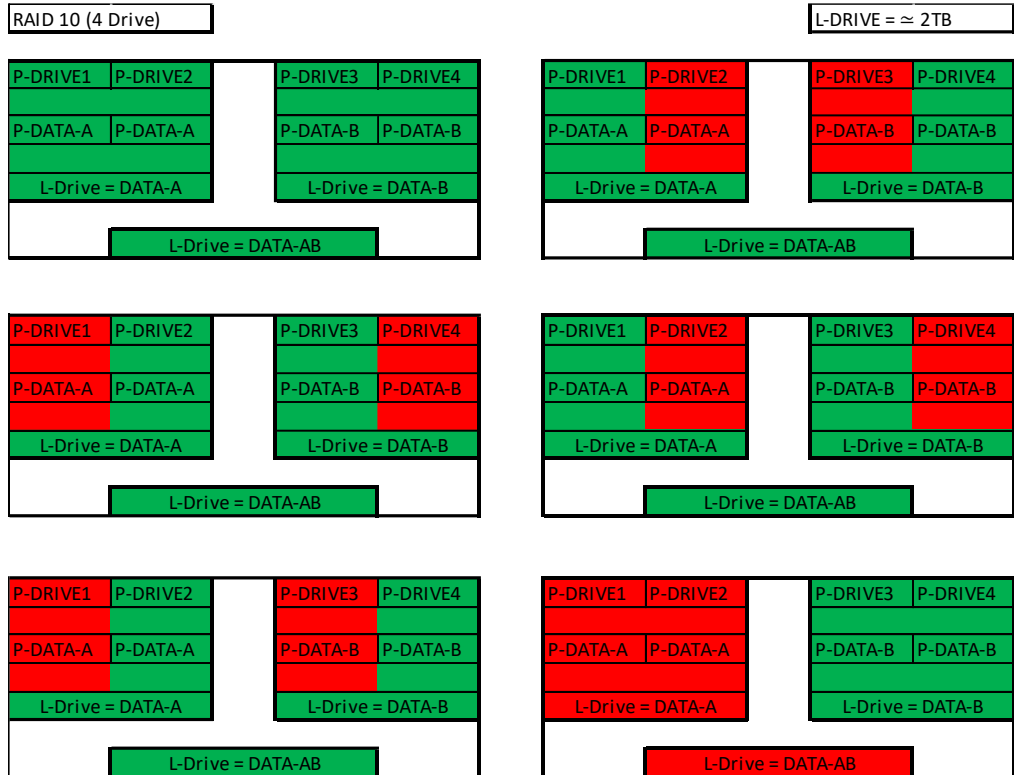 RAID 10 (4 Drive) L-DRIVE = ≃ 2TB
P-DRIVE1 P-DRIVE2 P-DRIVE3 P-DRIVE4 P-DRIVE1 P-DRIVE2 P-DRIVE3 P-DRIVE4
P-DATA-A P-DATA-A P-DATA-B P-DATA-B P-DATA-A P-DATA-A P-DATA-B P-DATA-B
L-Drive = DATA-A L-Drive = DATA-B L-Drive = DATA-A L-Drive = DATA-B
L-Drive = DATA-AB L-Drive = DATA-AB
P-DRIVE1 P-DRIVE2 P-DRIVE3 P-DRIVE4 P-DRIVE1 P-DRIVE2 P-DRIVE3 P-DRIVE4
P-DATA-A P-DATA-A P-DATA-B P-DATA-B P-DATA-A P-DATA-A P-DATA-B P-DATA-B
L-Drive = DATA-A L-Drive = DATA-B L-Drive = DATA-A L-Drive = DATA-B
L-Drive = DATA-AB L-Drive = DATA-AB
P-DRIVE1 P-DRIVE2 P-DRIVE3 P-DRIVE4 P-DRIVE1 P-DRIVE2 P-DRIVE3 P-DRIVE4
P-DATA-A P-DATA-A P-DATA-B P-DATA-B P-DATA-A P-DATA-A P-DATA-B P-DATA-B
L-Drive = DATA-A L-Drive = DATA-B L-Drive = DATA-A L-Drive = DATA-B
L-Drive = DATA-AB L-Drive = DATA-AB